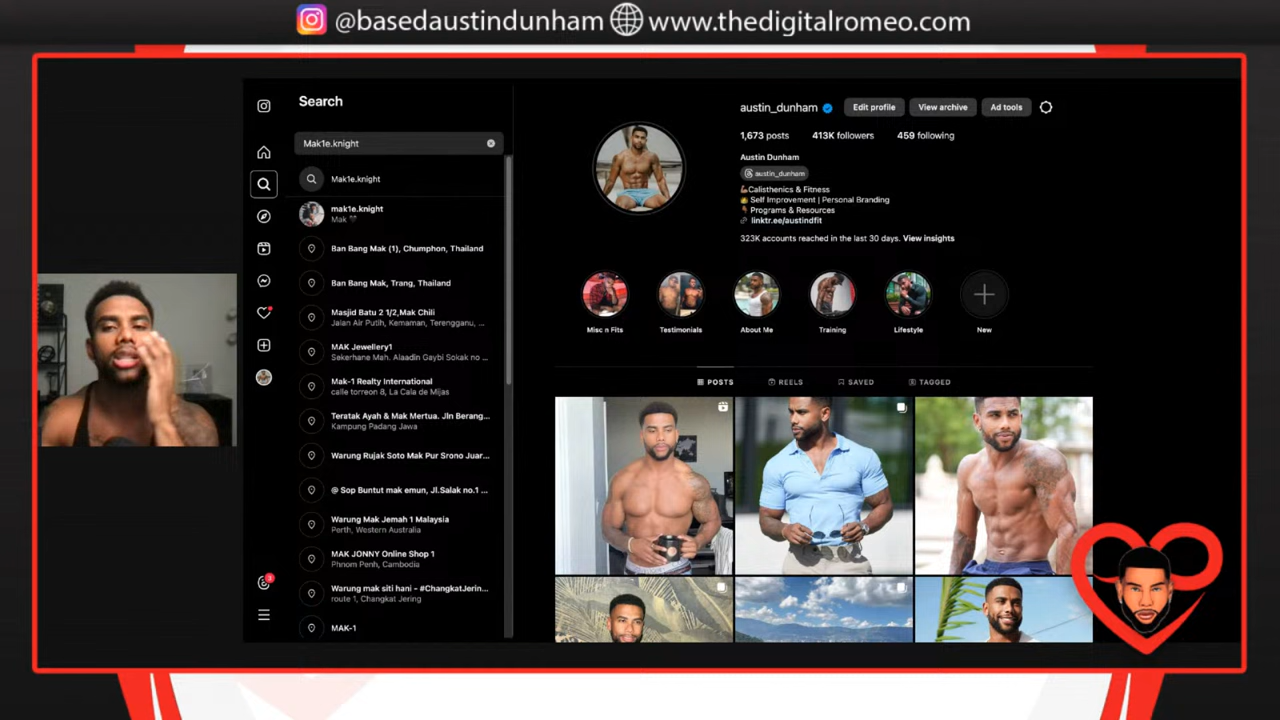 @basedaustindunham www.thedigitalromeo.com
Search
Mak1e.knight
Mak1e.knight
mak1e.knight
Mak
Ban Bang Mak (1), Chumphon, Thailand
Ban Bang Mak, Trang, Thailand
Masjid Batu 2 1/2,Mak Chili
Jalan Air Putih, Kemaman, Terengganu, ...
MAK Jewellery1
Sekerhane Mah. Alaadin Gaybi Sokak no ...
Mak-1 Realty International
calle torreon 8, La Cala de Mijas
Teratak Ayah & Mak Mertua. Jln Berang...
Kampung Padang Jawa
Warung Rujak Soto Mak Pur Srono Juar...
@ Sop Buntut mak emun, Jl.Salak no.1 ...
Warung Mak Jemah 1 Malaysia
Perth, Western Australia
MAK JONNY Online Shop 1
Phnom Penh, Cambodia
Warung mak siti hani - #ChangkatJerin...
route 1, Changkat Jering
MAK-1
3
austin_dunham Edit profile View archive Ad tools
1,673 posts 413K followers 459 following
Austin Dunham
austin_dunham
💪🏽Calisthenics & Fitness
Self Improvement | Personal Branding
Programs & Resources
linktr.ee/austindfit
323K accounts reached in the last 30 days. View insights
Misc n Fits Testimonials About Me Training Lifestyle New
POSTS REELS SAVED TAGGED